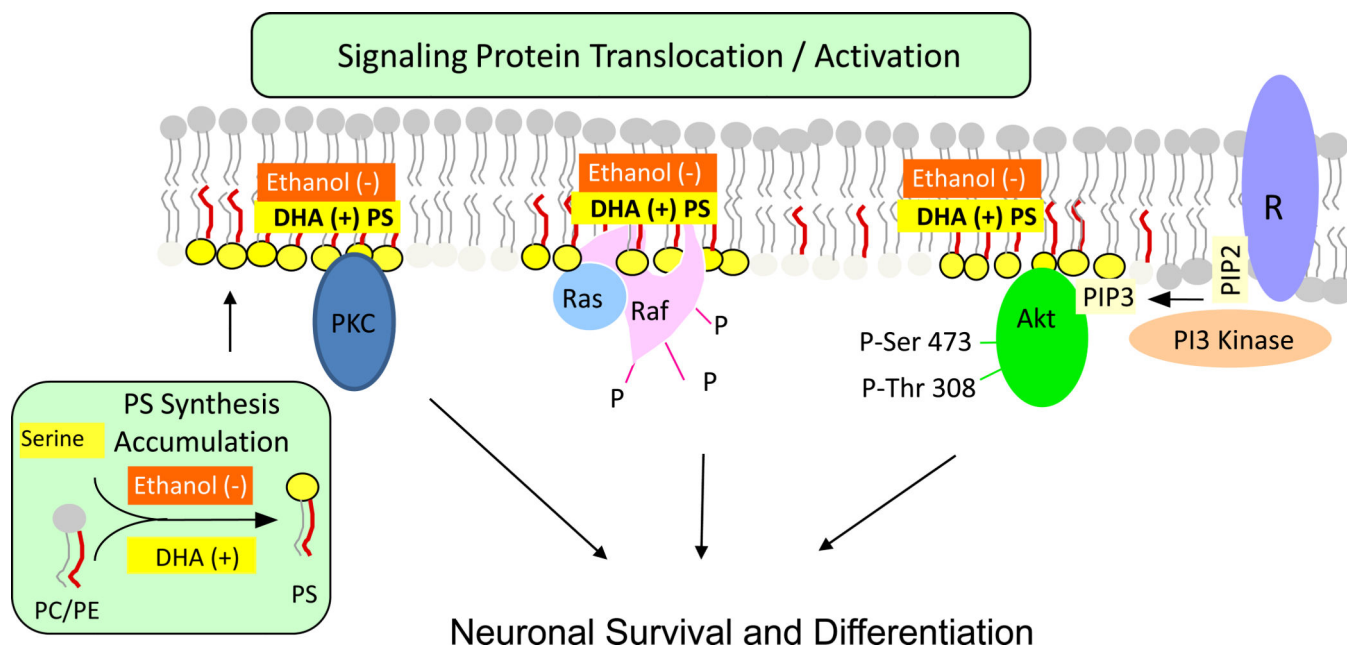 Signaling Protein Translocation / Activation
Ethanol (-)
DHA (+) PS
Ethanol (-)
DHA (+) PS
Ethanol (-)
DHA (+) PS
R
PIP2
PIP3
PI3 Kinase
PKC
Ras
Raf
P
P
P
Akt
P-Ser 473
P-Thr 308
PS Synthesis
Accumulation
Serine
Ethanol (-)
DHA (+)
PC/PE
PS
Neuronal Survival and Differentiation